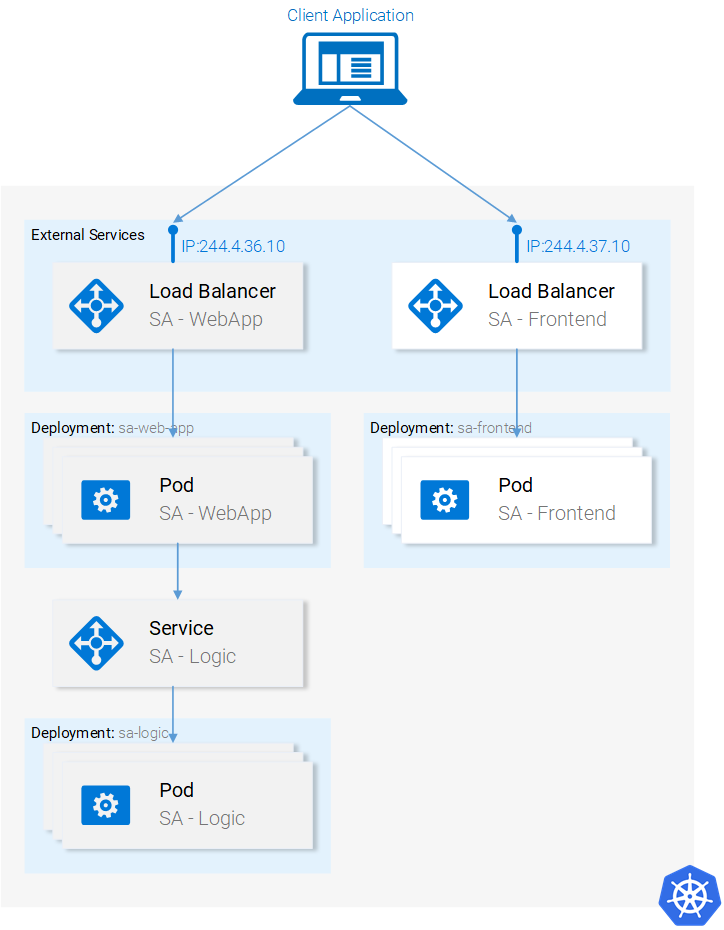 Client Application
External Services
IP:244.4.36.10
IP:244.4.37.10
Load Balancer
SA - WebApp
Load Balancer
SA - Frontend
Deployment: sa-web-app
Deployment: sa-frontend
Pod
SA - WebApp
Pod
SA - Frontend
Service
SA - Logic
Deployment: sa-logic
Pod
SA - Logic